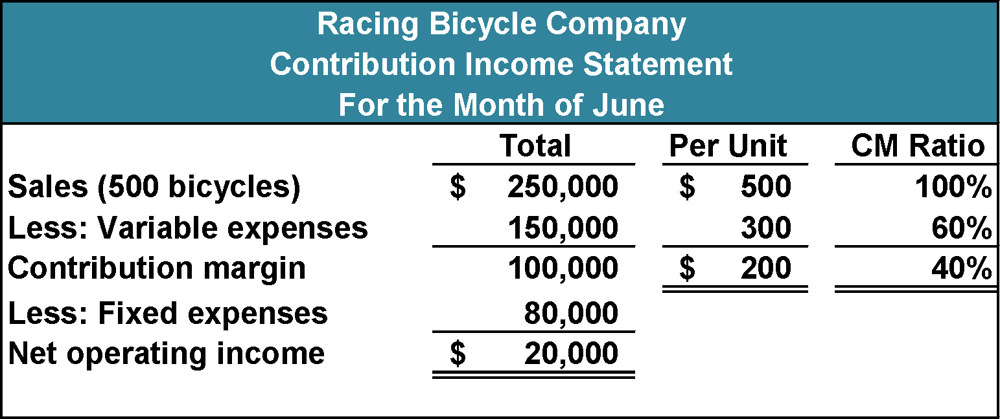 Racing Bicycle Company
Contribution Income Statement
For the Month of June
Total Per Unit CM Ratio
Sales (500 bicycles) $ 250,000 $ 500 100%
Less: Variable expenses 150,000 300 60%
Contribution margin 100,000 $ 200 40%
Less: Fixed expenses 80,000
Net operating income $ 20,000